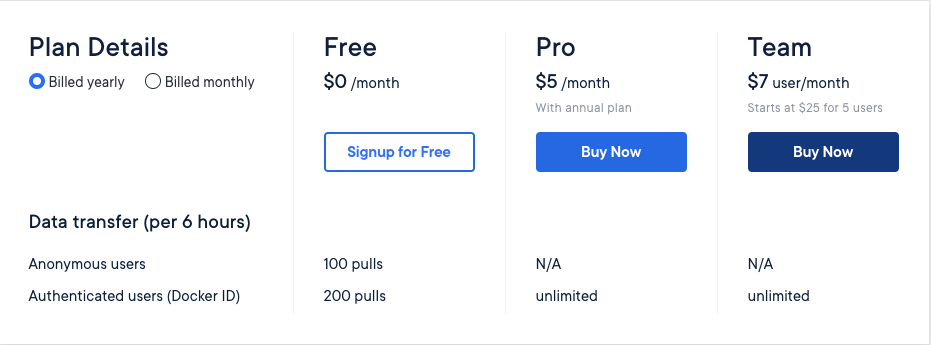 Plan Details
Billed yearly
Billed monthly
Free
$0 /month
Signup for Free
Pro
$5 /month
With annual plan
Buy Now
Team
$7 user/month
Starts at $25 for 5 users
Buy Now
Data transfer (per 6 hours)
Anonymous users 100 pulls N/A N/A
Authenticated users (Docker ID) 200 pulls unlimited unlimited